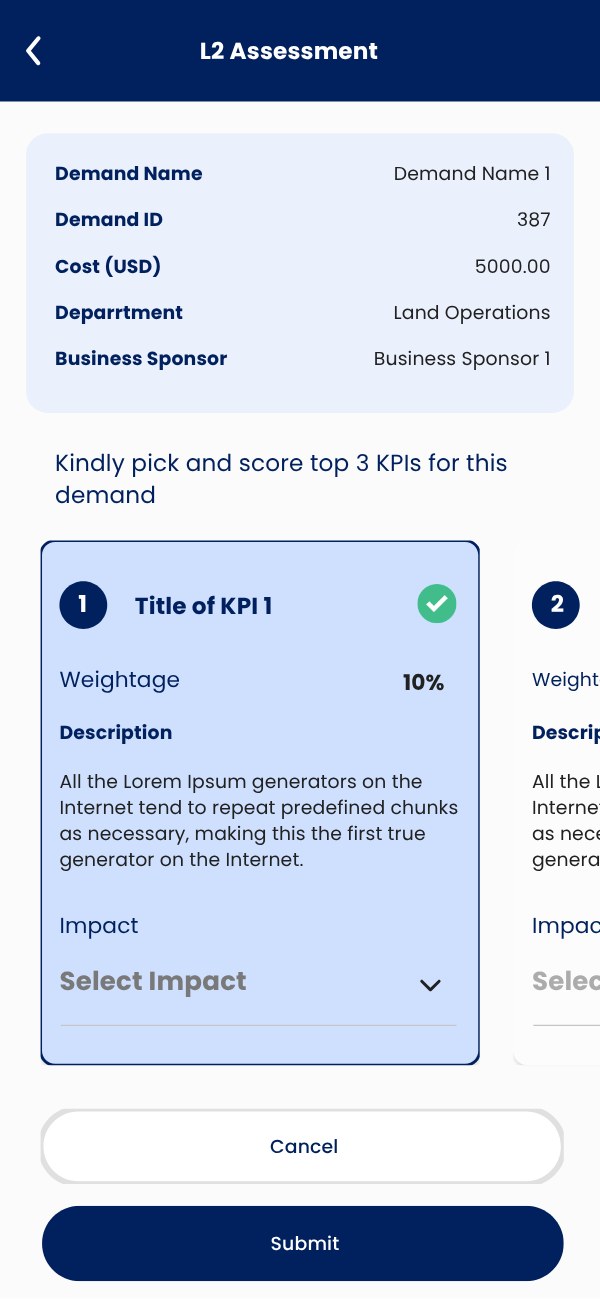 L2 Assessment
Demand Name Demand Name 1
Demand ID 387
Cost (USD) 5000.00
Deparrtment Land Operations
Business Sponsor Business Sponsor 1
Kindly pick and score top 3 KPIs for this
demand
1 Title of KPI 1
Weightage 10%
Description
All the Lorem Ipsum generators on the
Internet tend to repeat predefined chunks
as necessary, making this the first true
generator on the Internet.
Impact
Select Impact
2
All the
Cancel
Submit